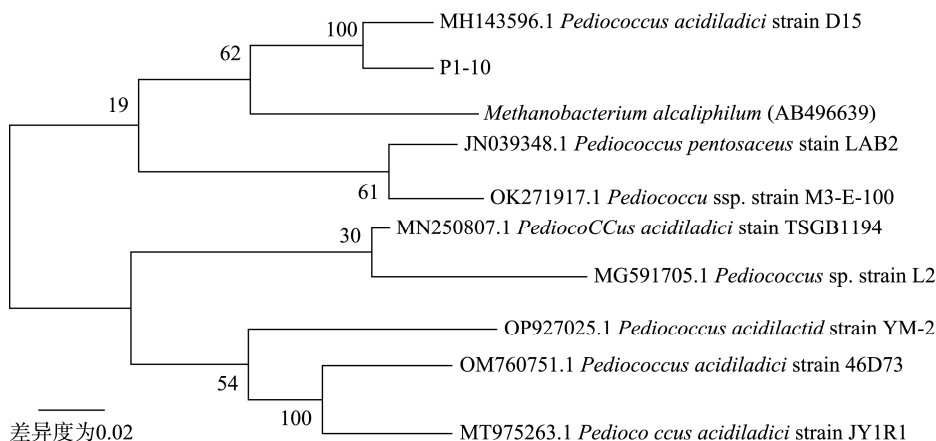 MH143596.1 Pediococcus acidiladici strain D15
100
62
P1-10
19
Methanobacterium alcaliphilum (AB496639)
JN039348.1 Pediococcus pentosaceus stain LAB2
61
OK271917.1 Pediococcu ssp. strain M3-E-100
MN250807.1 PediocoCCus acidiladici stain TSGB1194
30
MG591705.1 Pediococcus sp. strain L2
OP927025.1 Pediococcus acidilactid strain YM-2
54
OM760751.1 Pediococcus acidiladici strain 46D73
100
MT975263.1 Pedioco ccus acidiladici strain JY1R1
差异度为0.02